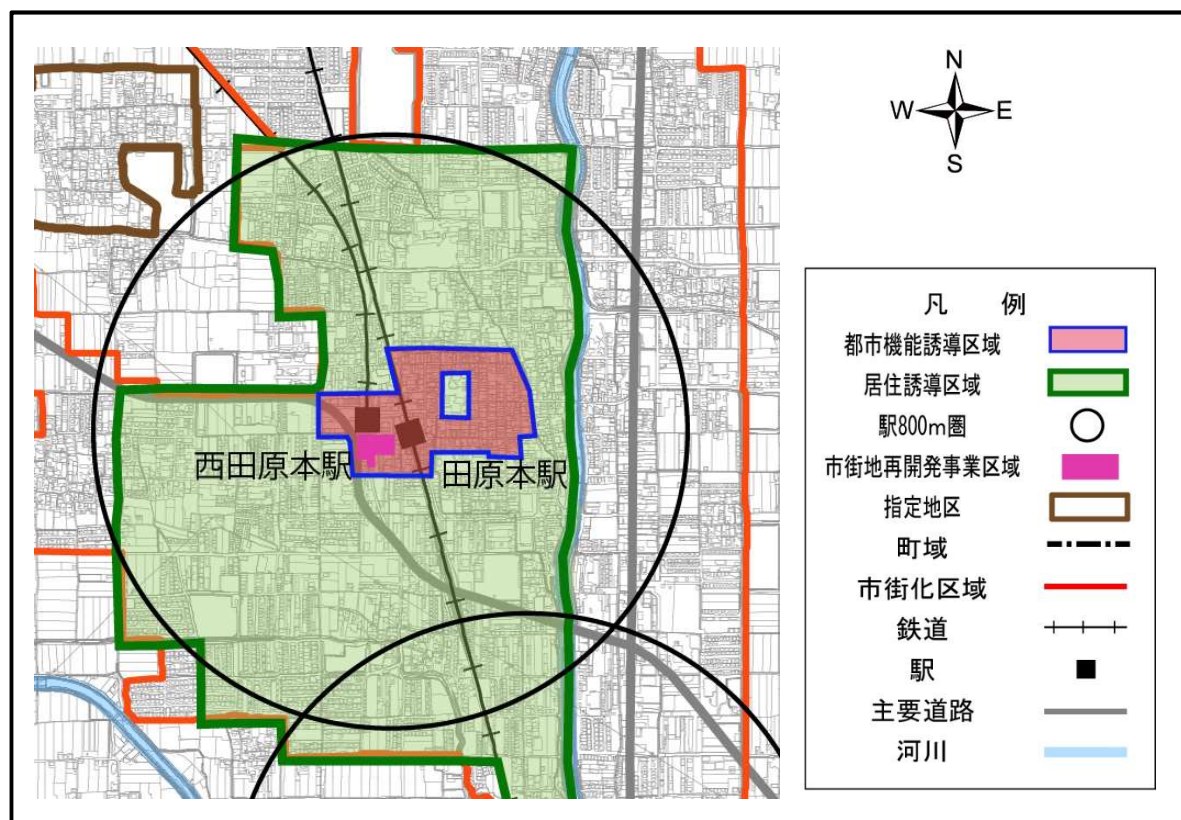 N
W E
S
西田原本駅
田原本駅
凡 例
都市機能誘導区域
居住誘導区域
駅800m圏
市街地再開発事業区域
指定地区
町域
市街化区域
鉄道
駅
主要道路
河川